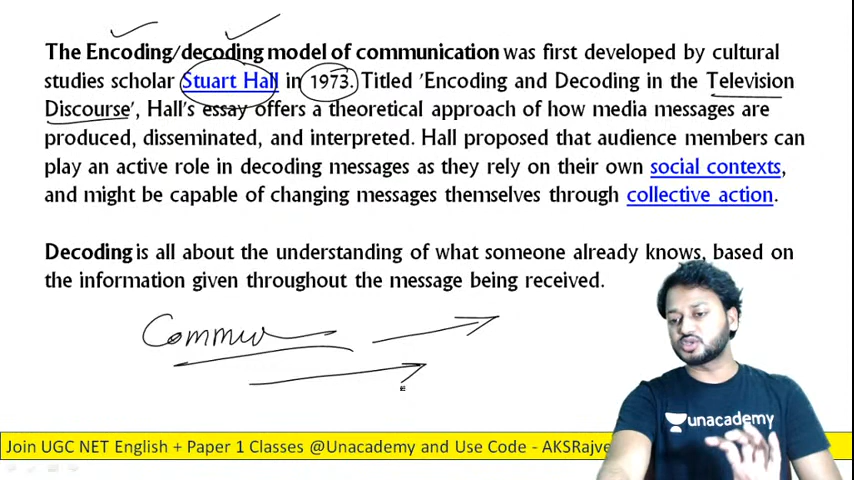 The Encoding/decoding model of communication was first developed by cultural
studies scholar Stuart Hall in 1973. Titled 'Encoding and Decoding in the Television
Discourse', Hall's essay offers a theoretical approach of how media messages are
produced, disseminated, and interpreted. Hall proposed that audience members can
play an active role in decoding messages as they rely on their own social contexts,
and might be capable of changing messages themselves through collective action.
Decoding is all about the understanding of what someone already knows, based on
the information given throughout the message being received.
unacademy
Join UGC NET English + Paper 1 Classes @Unacademy and Use Code - AKSRajve